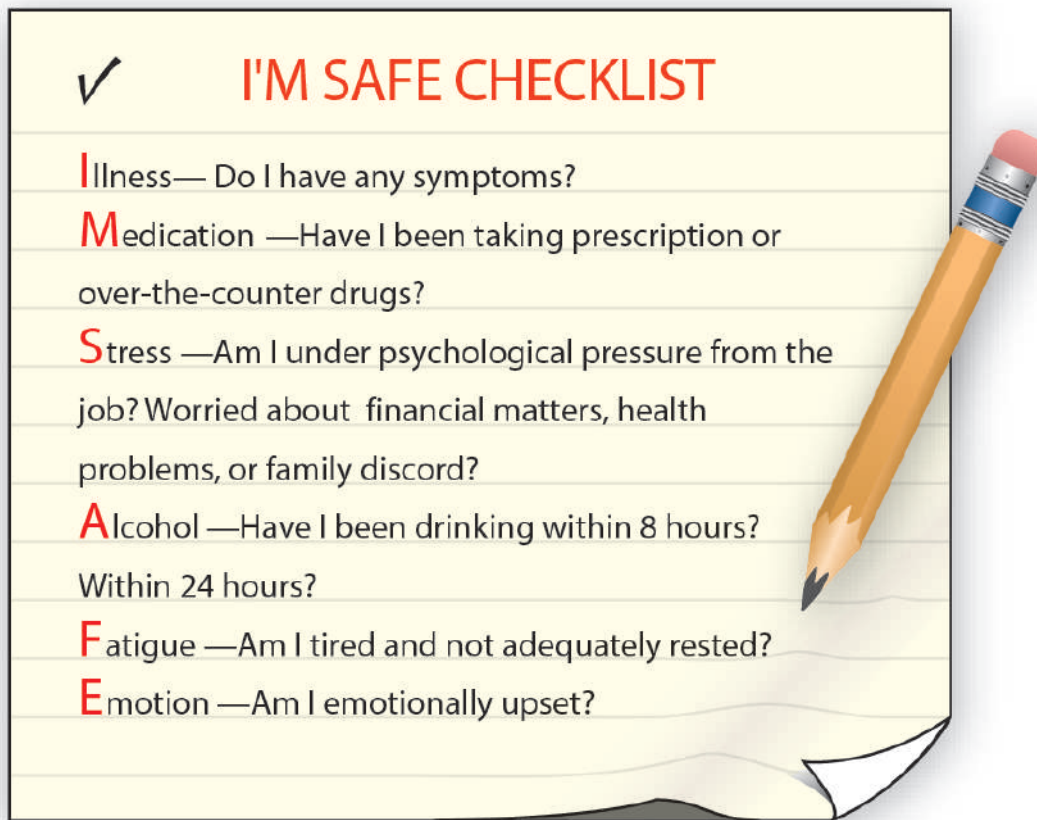 I'M SAFE CHECKLIST
Illness— Do I have any symptoms?
Medication —Have I been taking prescription or
over-the-counter drugs?
Stress —Am I under psychological pressure from the
job? Worried about financial matters, health
problems, or family discord?
Alcohol —Have I been drinking within 8 hours?
Within 24 hours?
Fatigue —Am I tired and not adequately rested?
Emotion —Am I emotionally upset?